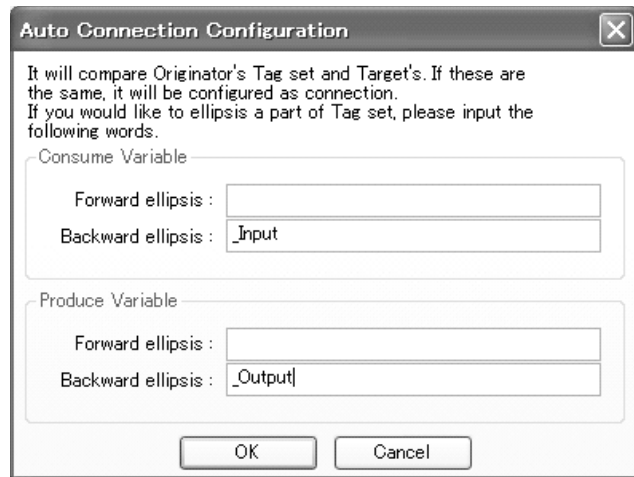 Auto Connection Configuration
It will compare Originator's Tag set and Target's. If these are
the same, it will be configured as connection.
If you would like to ellipsis a part of Tag set, please input the
following words.
Consume Variable
Forward ellipsis :
Backward ellipsis : _Input
Produce Variable
Forward ellipsis :
Backward ellipsis : _Output
OK Cancel